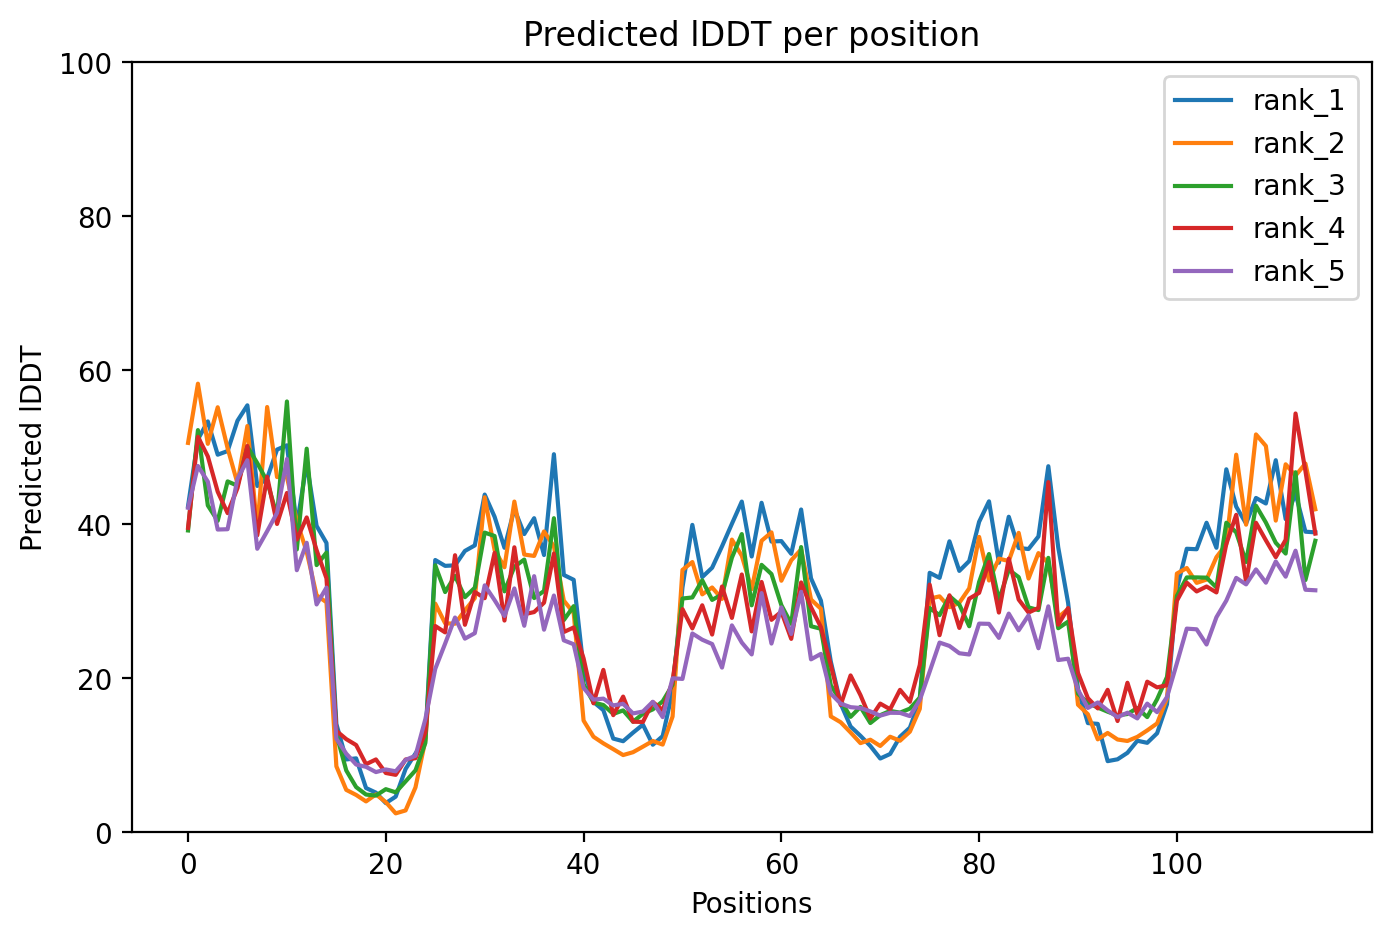 Predicted lDDT per position
100
80
60
40
20
0
Predicted lDDT
rank_1
rank_2
rank_3
rank_4
rank_5
0 20 40 60 80 100
Positions